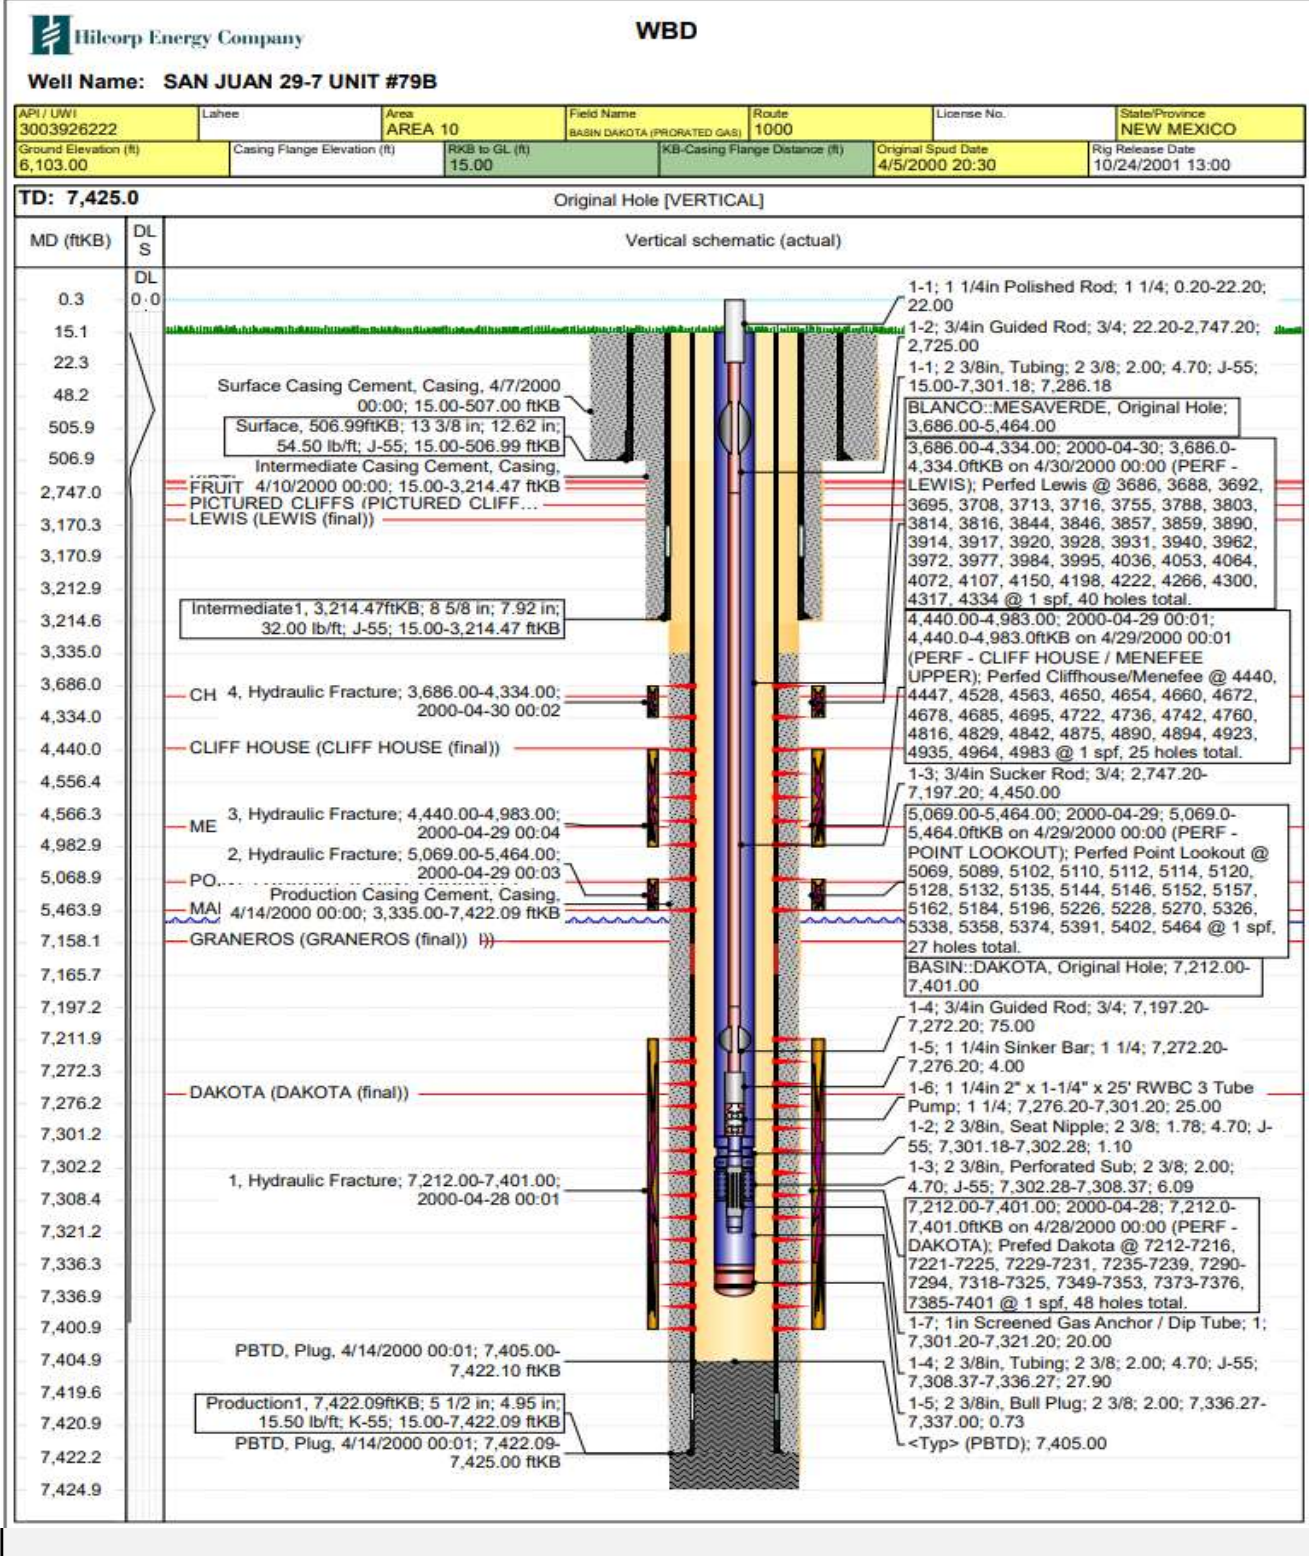 Hilcorp Energy Company
WBD
Well Name: SAN JUAN 29-7 UNIT #79B
API / UWI
3003926222
Lahee
Area
AREA 10
Field Name
BASIN DAKOTA (PRORATED GAS)
Route
1000
License No.
State/Province
NEW MEXICO
Ground Elevation (ft)
6,103.00
Casing Flange Elevation (ft)
RKB to GL (ft)
15.00
KB-Casing Flange Distance (ft)
Original Spud Date
4/5/2000 20:30
Rig Release Date
10/24/2001 13:00
TD: 7,425.0
Original Hole [VERTICAL]
MD (ftKB)
DL
S
Vertical schematic (actual)
DL
0.3
15.1
22.3
48.2
505.9
506.9
2,747.0
3,170.3
3,170.9
3,212.9
3,214.6
3,335.0
3,686.0
4,334.0
4,440.0
4,556.4
4,566.3
4,982.9
5,068.9
5,463.9
7,158.1
7,165.7
7,197.2
7,211.9
7,272.3
7,276.2
7,301.2
7,302.2
7,308.4
7,321.2
7,336.3
7,336.9
7,400.9
7,404.9
7,419.6
7,420.9
7,422.2
7,424.9
Surface Casing Cement, Casing, 4/7/2000
00:00; 15.00-507.00 ftKB
Surface, 506.99ftKB; 13 3/8 in; 12.62 in;
54.50 lb/ft; J-55; 15.00-506.99 ftKB
Intermediate Casing Cement, Casing,
FRUIT 4/10/2000 00:00; 15.00-3,214.47 ftKB
PICTURED CLIFFS (PICTURED CLIFF...
LEWIS (LEWIS (final))
Intermediate1, 3,214.47ftKB; 8 5/8 in; 7.92 in;
32.00 lb/ft; J-55; 15.00-3,214.47 ftKB
CH 4, Hydraulic Fracture; 3,686.00-4,334.00;
2000-04-30 00:02
CLIFF HOUSE (CLIFF HOUSE (final))
3, Hydraulic Fracture; 4,440.00-4,983.00;
ME 2000-04-29 00:04
2, Hydraulic Fracture; 5,069.00-5,464.00;
2000-04-29 00:03
Production Casing Cement, Casing,
4/14/2000 00:00; 3,335.00-7,422.09 ftKB
GRANEROS (GRANEROS (final))
DAKOTA (DAKOTA (final))
1, Hydraulic Fracture; 7,212.00-7,401.00;
2000-04-28 00:01
PBTD, Plug, 4/14/2000 00:01; 7,405.00-
7,422.10 ftKB
Production1, 7,422.09ftKB; 5 1/2 in; 4.95 in;
15.50 lb/ft; K-55; 15.00-7,422.09 ftKB
PBTD, Plug, 4/14/2000 00:01; 7,422.09-
7,425.00 ftKB
1-1; 1 1/4in Polished Rod; 1 1/4; 0.20-22.20;
22.00
1-2; 3/4in Guided Rod; 3/4; 22.20-2,747.20;
2,725.00
1-1; 2 3/8in, Tubing; 2 3/8; 2.00; 4.70; J-55;
15.00-7,301.18; 7,286.18
BLANCO::MESAVERDE, Original Hole;
3,686.00-5,464.00
3,686.00-4,334.00; 2000-04-30; 3,686.0-
4,334.0ftKB on 4/30/2000 00:00 (PERF -
LEWIS); Perfed Lewis @ 3686, 3688, 3692,
3695, 3708, 3713, 3716, 3755, 3788, 3803,
3814, 3816, 3844, 3846, 3857, 3859, 3890,
3914, 3917, 3920, 3928, 3931, 3940, 3962,
3972, 3977, 3984, 3995, 4036, 4053, 4064,
4072, 4107, 4150, 4198, 4222, 4266, 4300,
4317, 4334 @ 1 spf, 40 holes total.
4,440.00-4,983.00; 2000-04-29 00:01;
4,440.0-4,983.0ftKB on 4/29/2000 00:01
(PERF - CLIFF HOUSE / MENEFEE
UPPER); Perfed Cliffhouse/Menefee @ 4440,
4447, 4528, 4563, 4650, 4654, 4660, 4672,
4678, 4685, 4695, 4722, 4736, 4742, 4760,
4816, 4829, 4842, 4875, 4890, 4894, 4923,
4935, 4964, 4983 @ 1 spf, 25 holes total.
1-3; 3/4in Sucker Rod; 3/4; 2,747.20-
7,197.20; 4,450.00
5,069.00-5,464.00; 2000-04-29; 5,069.0-
5,464.0ftKB on 4/29/2000 00:00 (PERF -
POINT LOOKOUT); Perfed Point Lookout @
5069, 5089, 5102, 5110, 5112, 5114, 5120,
5128, 5132, 5135, 5144, 5146, 5152, 5157,
5162, 5184, 5196, 5226, 5228, 5270, 5326,
5338, 5358, 5374, 5391, 5402, 5464 @ 1 spf,
27 holes total.
BASIN::DAKOTA, Original Hole; 7,212.00-
7,401.00
1-4; 3/4in Guided Rod; 3/4; 7,197.20-
7,272.20; 75.00
1-5; 1 1/4in Sinker Bar; 1 1/4; 7,272.20-
7,276.20; 4.00
1-6; 1 1/4in 2" x 1-1/4" x 25' RWBC 3 Tube
Pump; 1 1/4; 7,276.20-7,301.20; 25.00
1-2; 2 3/8in, Seat Nipple; 2 3/8; 1.78; 4.70; J-
55; 7,301.18-7,302.28; 1.10
1-3; 2 3/8in, Perforated Sub; 2 3/8; 2.00;
4.70; J-55; 7,302.28-7,308.37; 6.09
7,212.00-7,401.00; 2000-04-28; 7,212.0-
7,401.0ftKB on 4/28/2000 00:00 (PERF -
DAKOTA); Prefed Dakota @ 7212-7216,
7221-7225, 7229-7231, 7235-7239, 7290-
7294, 7318-7325, 7349-7353, 7373-7376,
7385-7401 @ 1 spf, 48 holes total.
1-7; 1in Screened Gas Anchor / Dip Tube; 1;
7,301.20-7,321.20; 20.00
1-4; 2 3/8in, Tubing; 2 3/8; 2.00; 4.70; J-55;
7,308.37-7,336.27; 27.90
1-5; 2 3/8in, Bull Plug; 2 3/8; 2.00; 7,336.27-
7,337.00; 0.73
<Typ> (PBTD); 7,405.00